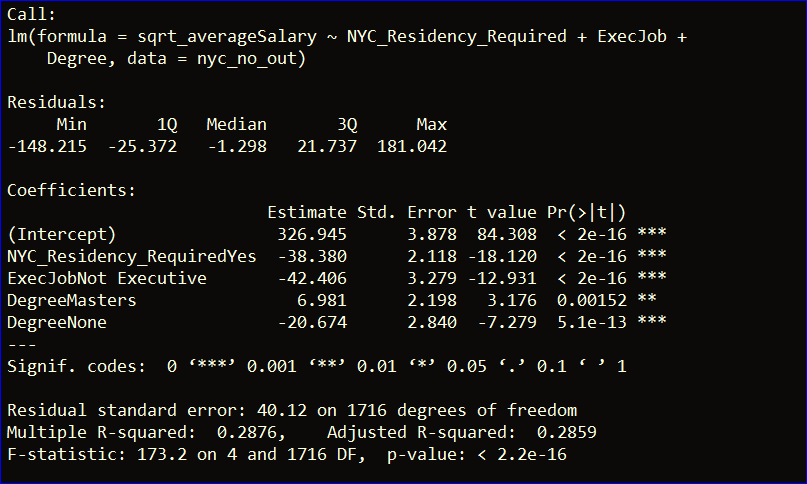 Call:
lm(formula = sqrt_averageSalary ~ NYC_Residency_Required + ExecJob +
    Degree, data = nyc_no_out)

Residuals:
     Min       1Q   Median       3Q      Max
-148.215  -25.372   -1.298   21.737  181.042

Coefficients:
                          Estimate Std. Error t value Pr(>|t|)
(Intercept)                326.945      3.878  84.308  < 2e-16 ***
NYC_Residency_RequiredYes  -38.380      2.118 -18.120  < 2e-16 ***
ExecJobNot Executive       -42.406      3.279 -12.931  < 2e-16 ***
DegreeMasters                6.981      2.198   3.176  0.00152 **
DegreeNone                 -20.674      2.840  -7.279  5.1e-13 ***
---
Signif. codes:  0 ‘***’ 0.001 ‘**’ 0.01 ‘*’ 0.05 ‘.’ 0.1 ‘ ’ 1

Residual standard error: 40.12 on 1716 degrees of freedom
Multiple R-squared:  0.2876,    Adjusted R-squared:  0.2859
F-statistic: 173.2 on 4 and 1716 DF,  p-value: < 2.2e-16